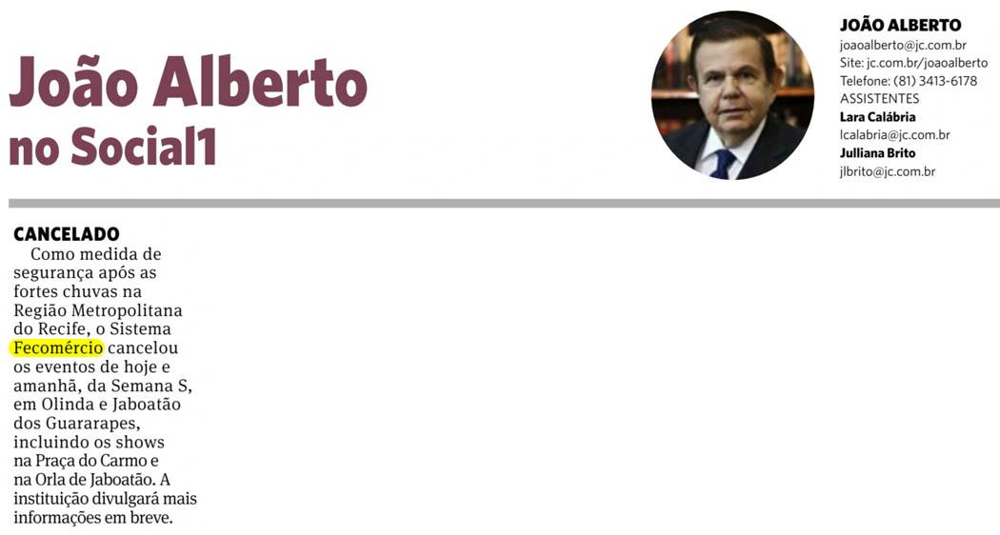 João Alberto
no Social1
JOÃO ALBERTO
joaoalberto@jc.com.br
Site: jc.com.br/joaoalberto
Telefone: (81) 3413-6178
ASSISTENTES
Lara Calábria
lcalabria@jc.com.br
Julliana Brito
jlbrito@jc.com.br
CANCELADO
Como medida de
segurança após as
fortes chuvas na
Região Metropolitana
do Recife, o Sistema
Fecomércio cancelou
os eventos de hoje e
amanhã, da Semana S,
em Olinda e Jaboatão
dos Guararapes,
incluindo os shows
na Praça do Carmo e
na Orla de Jaboatão. A
instituição divulgará mais
informações em breve.